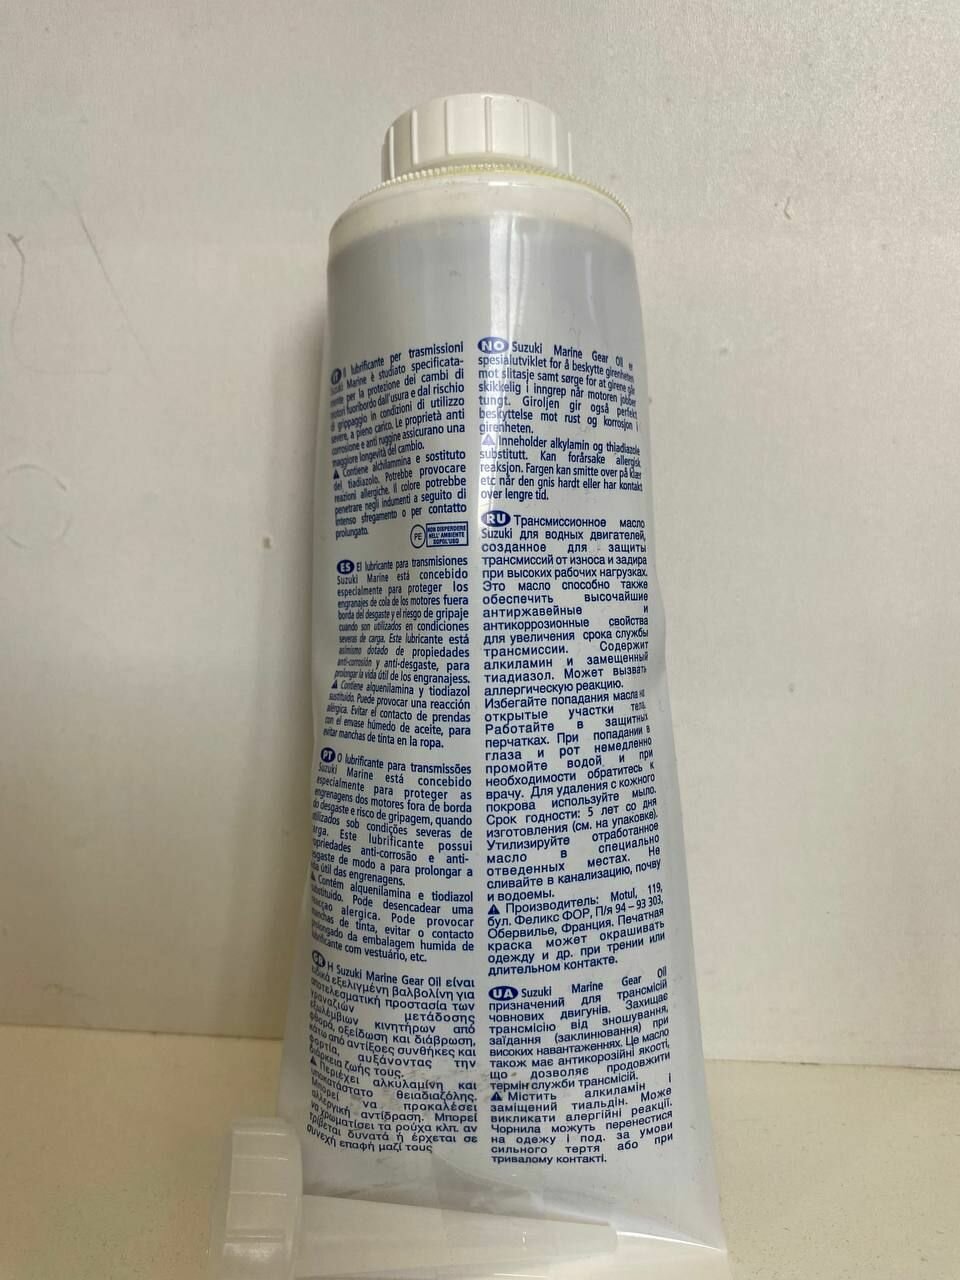 IT Il lubrificante per trasmissioni
Suzuki Marine è studiato specificata-
mente per la protezione dei cambi di
motori fuoribordo dall'usura e dal rischio
di grippaggio in condizioni di utilizzo
severe, a pieno carico. Le proprietà anti
corrosione e anti ruggine assicurano una
maggiore longevità del cambio.
Contiene alchilammina e sostituto
del tiadiazolo. Potrebbe provocare
reazioni allergiche. Il colore potrebbe
penetrare negli indumenti a seguito di
intenso sfregamento o per contatto
prolungato.
PE NON DISPERDERE
NELL'AMBIENTE
DOPO L'USO
ES El lubricante para transmisiones
Suzuki Marine está concebido
especialmente para proteger los
engranajes de cola de los motores fuera
borda del desgaste y el riesgo de gripaje
cuando son utilizados en condiciones
severas de carga. Este lubricante está
asimismo dotado de propiedades
anti-corrosión y anti-desgaste, para
prolongar la vida útil de los engranajess.
Contiene alquenilamina y tiodiazol
sustituido. Puede provocar una reacción
alérgica. Evitar el contacto de prendas
con el envase húmedo de aceite, para
evitar manchas de tinta en la ropa.
PT O lubrificante para transmissões
Suzuki Marine está concebido
especialmente para proteger as
engrenagens dos motores fora de borda
do desgaste e risco de gripagem, quando
utilizados sob condições severas de
carga. Este lubrificante possui
propriedades anti-corrosão e anti-
desgaste de modo a para prolongar a
vida útil das engrenagens.
Contém alquenilamina e tiodiazol
substituido. Pode desencadear uma
reacçao alergica. Pode provocar
manchas de tinta, evitar o contacto
prolongado da embalagem humida de
lubrificante com vestuário, etc.
GR Η Suzuki Marine Gear Oil είναι
ειδικά εξελιγμένη βαλβολίνη για
αποτελεσματική προστασία των
γραναζιών μετάδοσης
εξωλέμβιων κινητήρων από
φθορά, οξείδωση και διάβρωση,
κάτω από αντίξοες συνθήκες και
φορτία, αυξάνοντας την
διάρκεια ζωής τους.
Περιέχει αλκυλαμίνη και
υποκατάστατο θειαδιαζόλης.
Μπορεί να προκαλέσει
αλλεργική αντίδραση. Μπορεί
να χρωματίσει τα ρούχα κλπ. αν
τρίβεται δυνατά ή έρχεται σε
συνεχή επαφή μαζί τους
NO Suzuki Marine Gear Oil er
spesialutviklet for å beskytte girenheten
mot slitasje samt sørge for at girene går
skikkelig i inngrep når motoren jobber
tungt. Giroljen gir også perfekt
beskyttelse mot rust og korrosjon i
girenheten.
Inneholder alkylamin og thiadiazole
substitutt. Kan forårsake allergisk
reaksjon. Fargen kan smitte over på klær
etc når den gnis hardt eller har kontakt
over lengre tid.
RU Трансмиссионное масло
Suzuki для водных двигателей,
созданное для защиты
трансмиссий от износа и задира
при высоких рабочих нагрузках.
Это масло способно также
обеспечить высочайшие
антиржавейные и
антикоррозионные свойства
для увеличения срока службы
трансмиссии. Содержит
алкиламин и замещенный
тиадиазол. Может вызвать
аллергическую реакцию.
Избегайте попадания масла на
открытые участки тела.
Работайте в защитных
перчатках. При попадании в
глаза и рот немедленно
промойте водой и при
необходимости обратитесь к
врачу. Для удаления с кожного
покрова используйте мыло.
Срок годности: 5 лет со дня
изготовления (см. на упаковке).
Утилизируйте отработанное
масло в специально
отведенных местах. Не
сливайте в канализацию, почву
и водоемы.
Производитель: Motul, 119,
бул. Феликс ФОР, П/я 94 – 93 303,
Обервилье, Франция. Печатная
краска может окрашивать
одежду и др. при трении или
длительном контакте.
UA Suzuki Marine Gear Oil
призначений для трансмісій
човнових двигунів. Захищає
трансмісію від зношування,
заїдання (заклинювання) при
високих навантаженнях. Це масло
також має антикорозійні якості,
що дозволяє продовжити
термін служби трансмісій.
Містить алкиламін і
заміщений тиальдін. Може
викликати алергійні реакції.
Чорнила можуть перенестися
на одежу і под. за умови
сильного тертя або при
тривалому контакті.